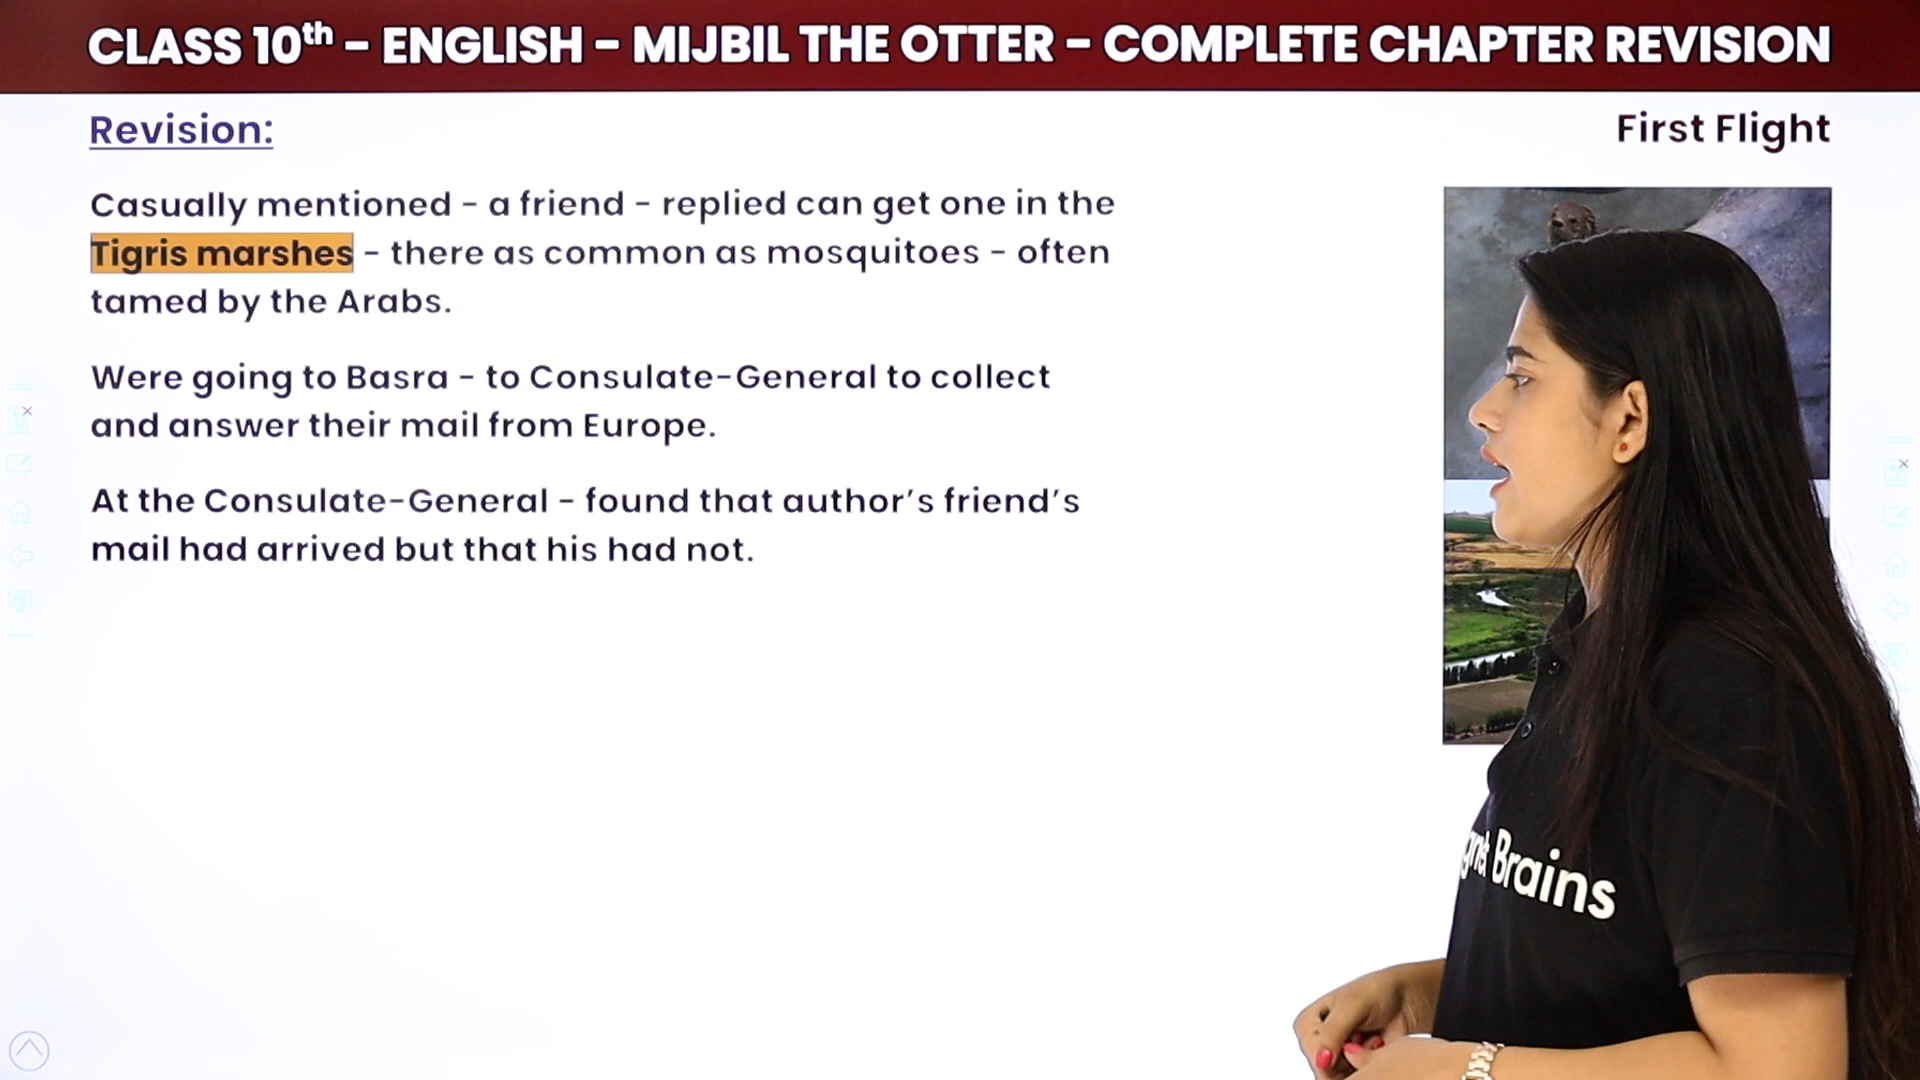 CLASS 10th – ENGLISH – MIJBIL THE OTTER – COMPLETE CHAPTER REVISION
Revision:
First Flight
Casually mentioned – a friend – replied can get one in the
Tigris marshes – there as common as mosquitoes – often
tamed by the Arabs.
Were going to Basra – to Consulate-General to collect
and answer their mail from Europe.
At the Consulate-General – found that author’s friend’s
mail had arrived but that his had not.
Brains